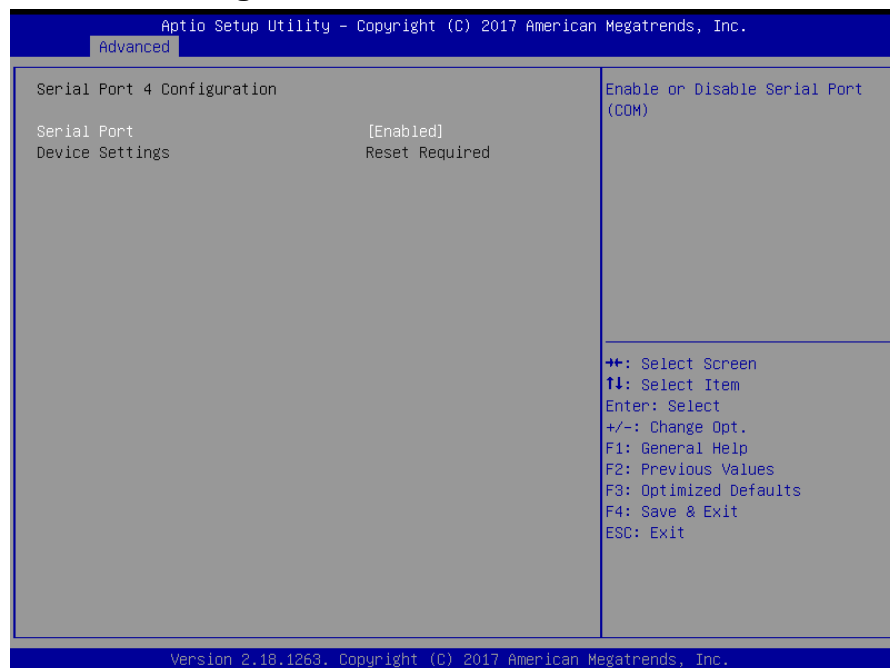 Aptio Setup Utility – Copyright (C) 2017 American Megatrends, Inc.
Advanced
Serial Port 4 Configuration
Serial Port [Enabled]
Device Settings Reset Required
Enable or Disable Serial Port
(COM)
→←: Select Screen
↑↓: Select Item
Enter: Select
+/-: Change Opt.
F1: General Help
F2: Previous Values
F3: Optimized Defaults
F4: Save & Exit
ESC: Exit
Version 2.18.1263. Copyright (C) 2017 American Megatrends, Inc.